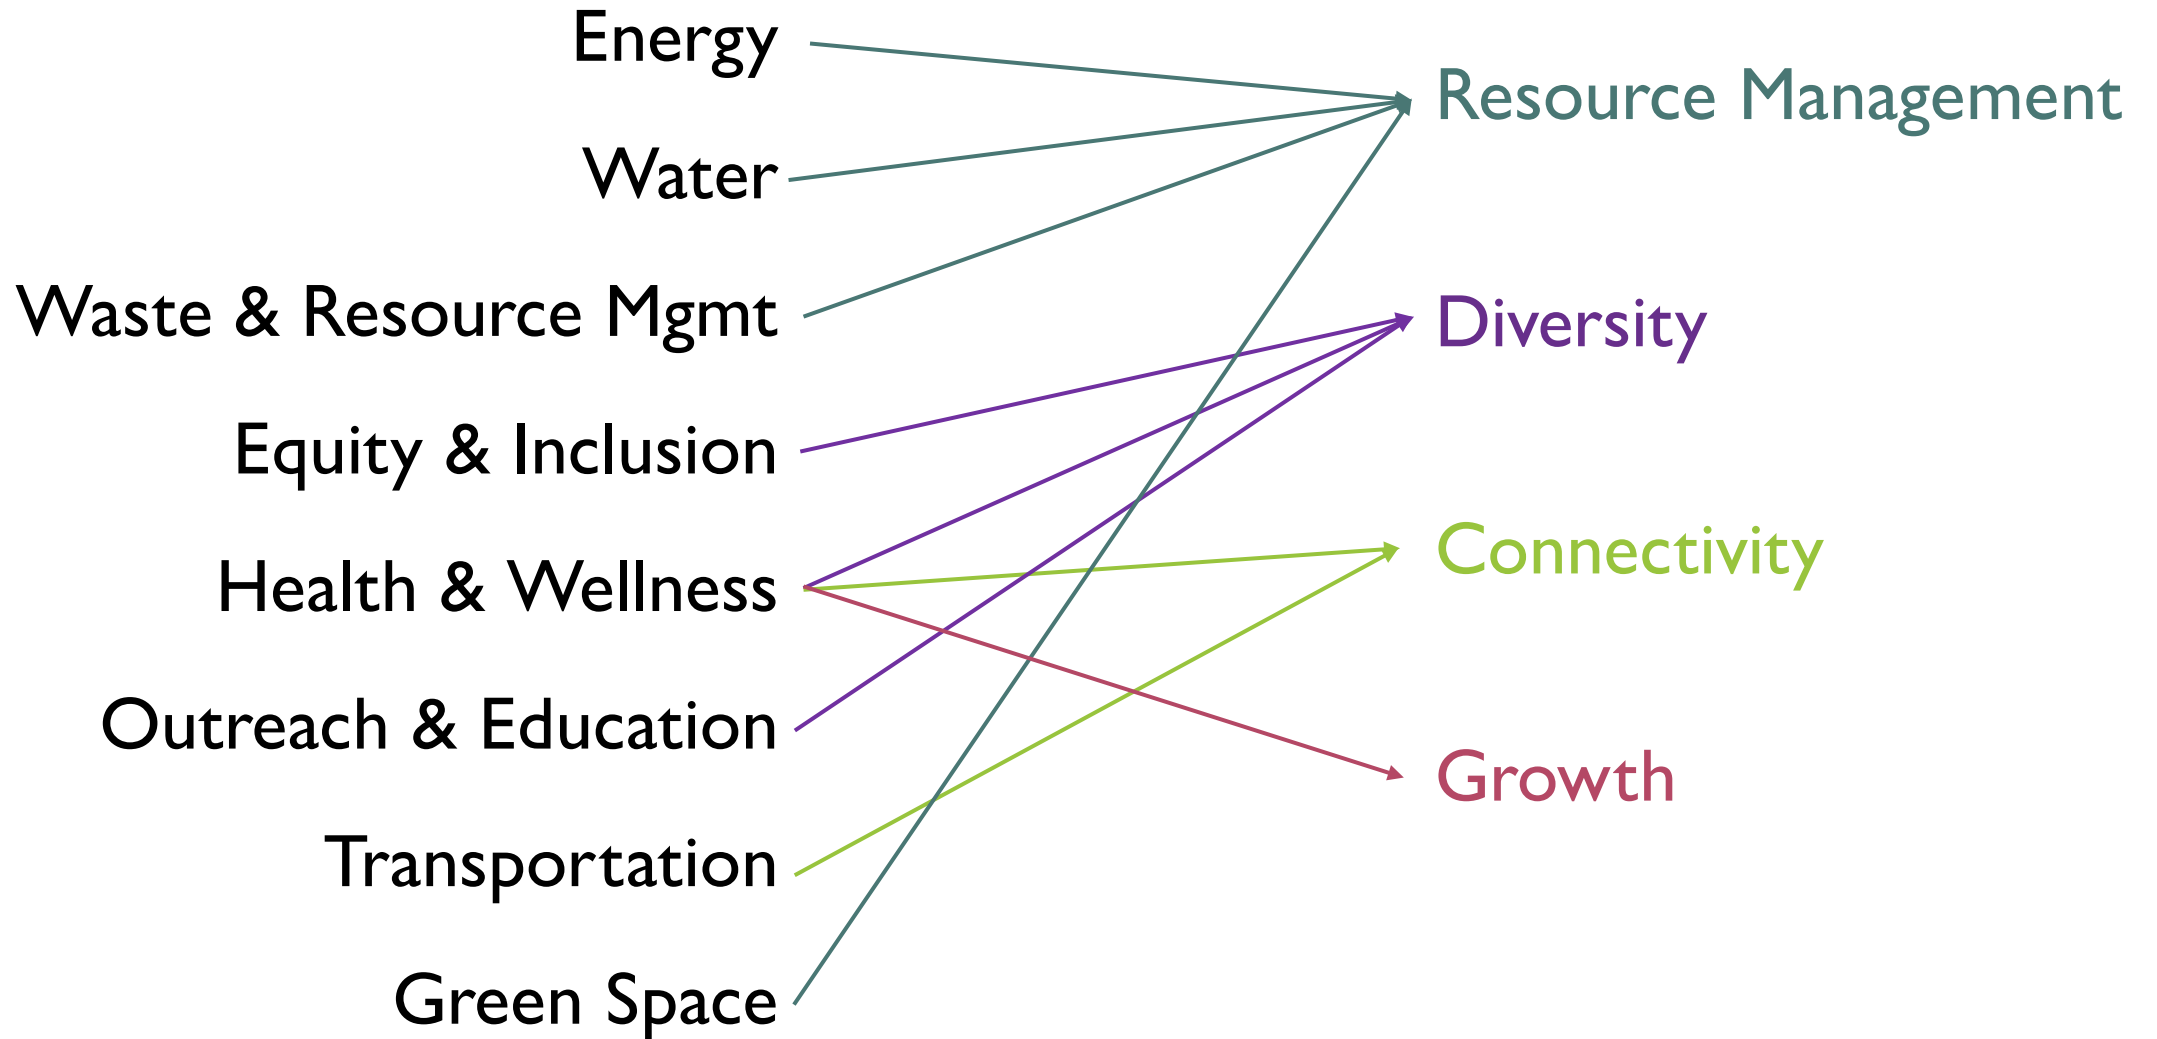 Energy
Water
Waste & Resource Mgmt
Equity & Inclusion
Health & Wellness
Outreach & Education
Transportation
Green Space
Resource Management
Diversity
Connectivity
Growth